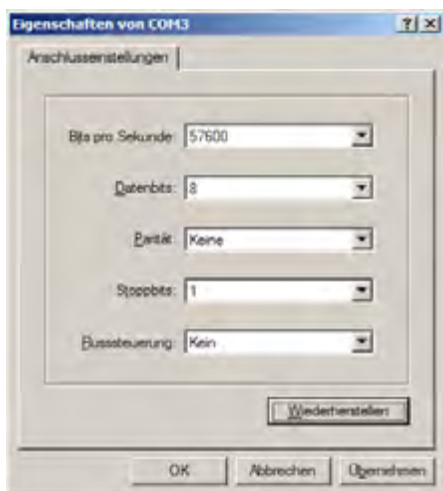 Eigenschaften von COM3
Anschlusseinstellungen
Bits pro Sekunde: 57600
Datenbits: 8
Parität: Keine
Stoppbits: 1
Flusssteuerung: Kein
Wiederherstellen
OK Abbrechen Übernehmen